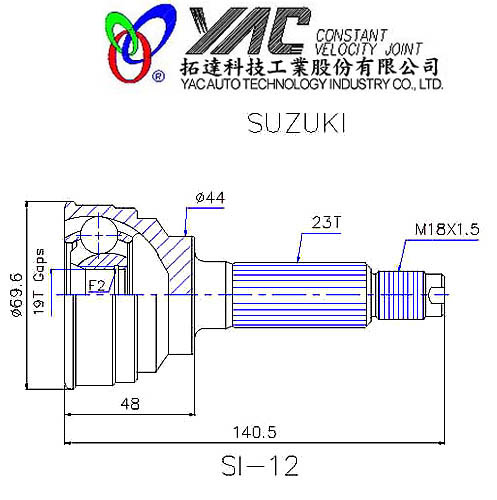 YAC CONSTANT
VELOCITY JOINT
®
拓達科技工業股份有限公司
YAC AUTO TECHNOLOGY INDUSTRY CO., LTD.
SUZUKI
ø44
23T
M18X1.5
ø69.6
19T Gaps
F2
48
140.5
SI-12